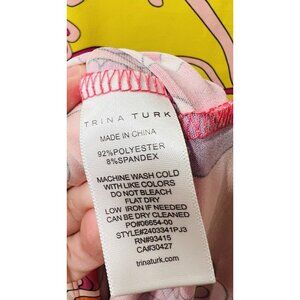 TRINA TURK
MADE IN CHINA
92%POLYESTER
8%SPANDEX
MACHINE WASH COLD
WITH LIKE COLORS
DO NOT BLEACH
FLAT DRY
LOW IRON IF NEEDED
CAN BE DRY CLEANED
PO#06654-00
STYLE#2403341PJ3
RN#93415
CA#30427
trinaturk.com